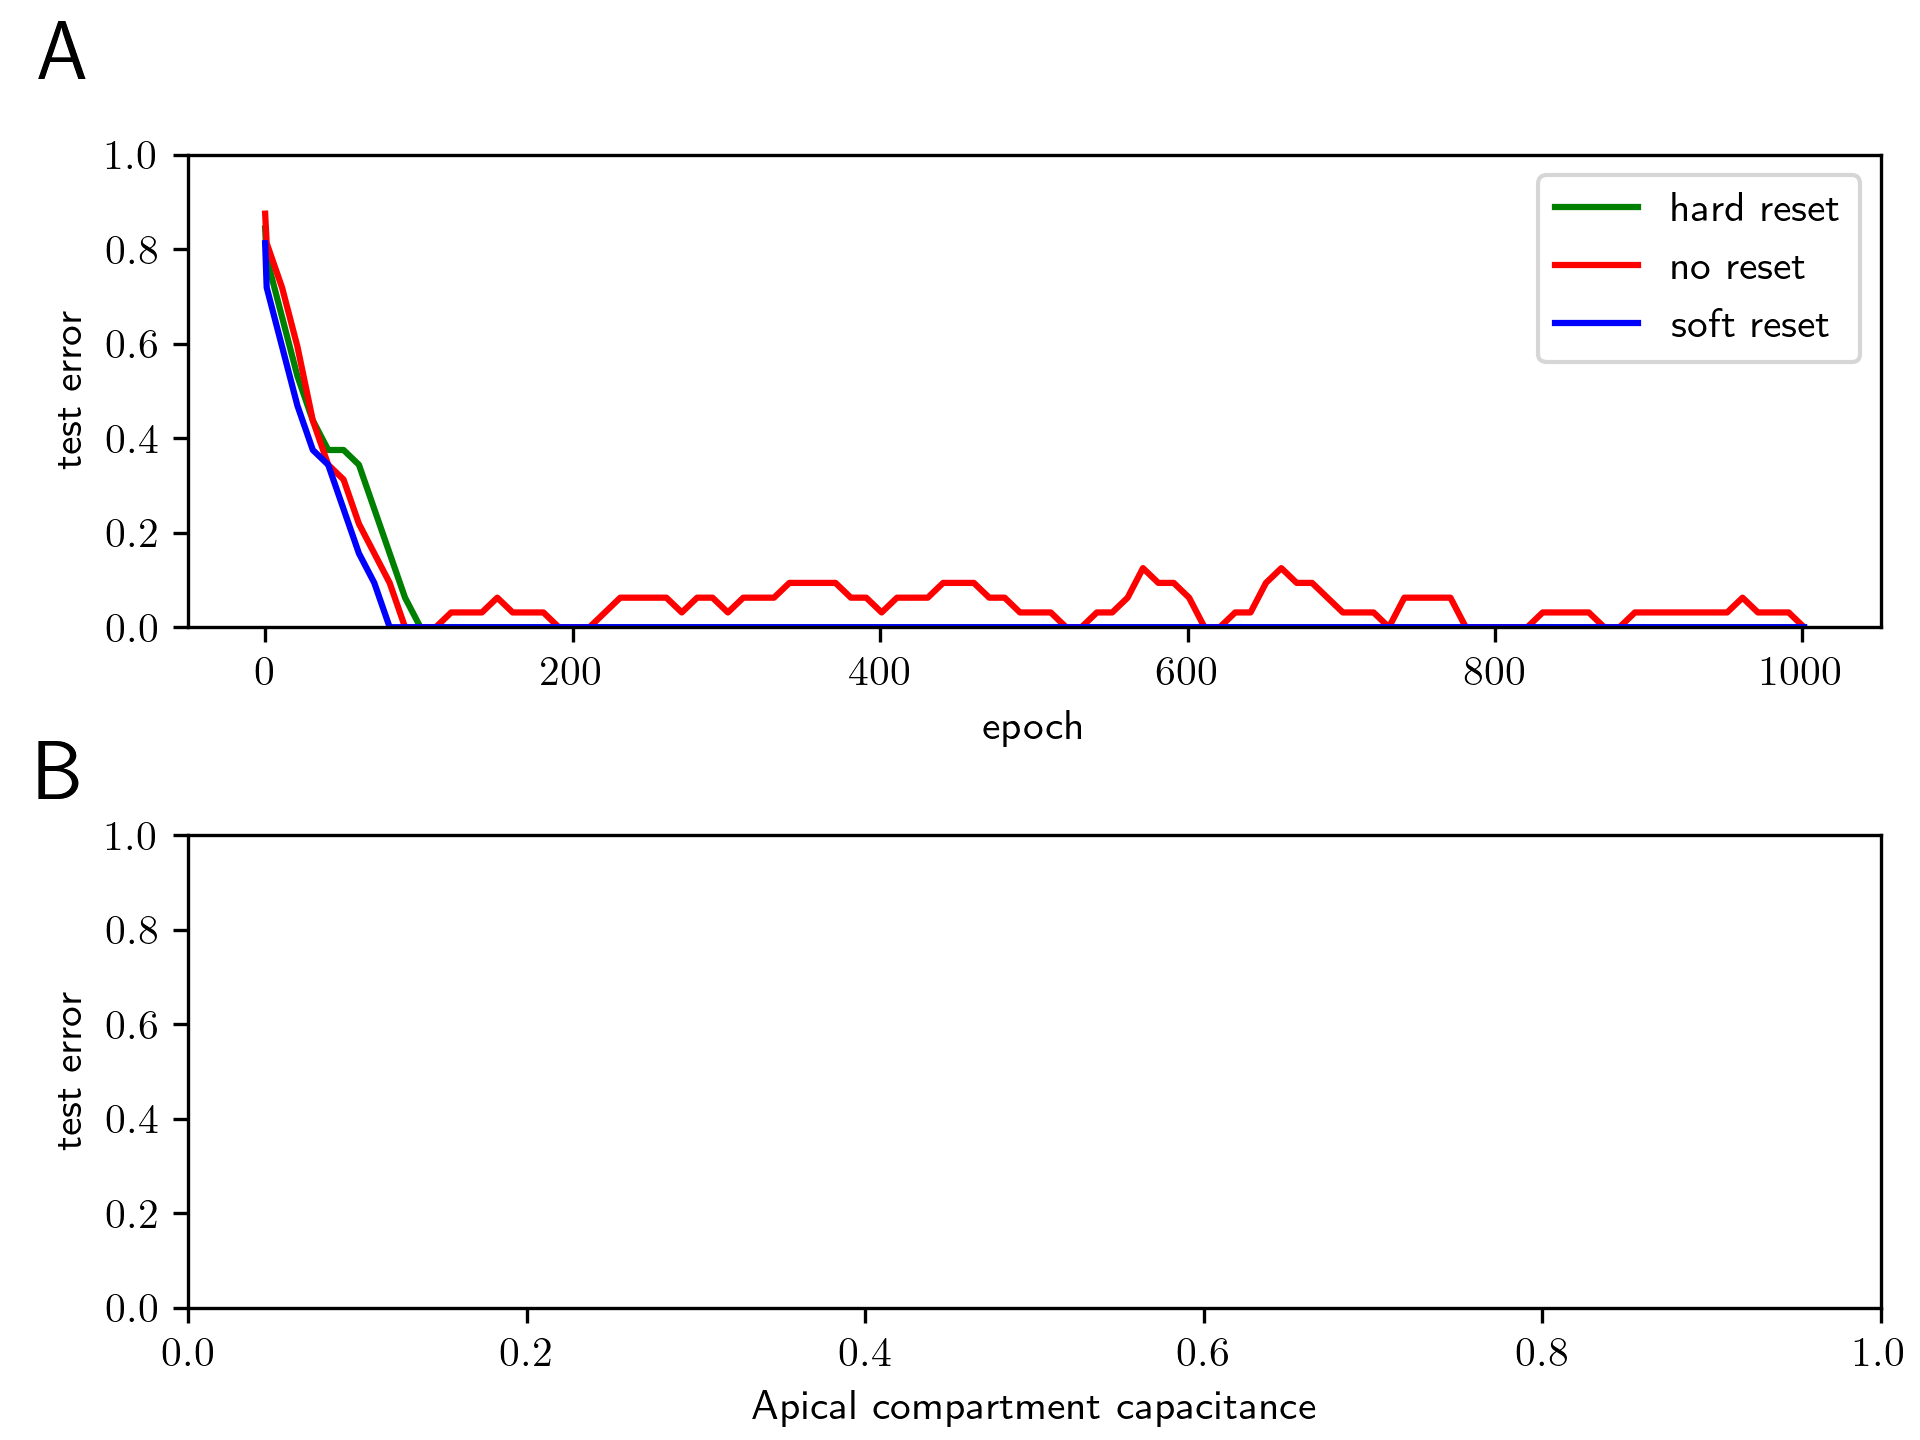 A
1.0
0.8
0.6
0.4
0.2
0.0
test error
hard reset
no reset
soft reset
0 200 400 600 800 1000
epoch
B
1.0
0.8
0.6
0.4
0.2
0.0
test error
0.0 0.2 0.4 0.6 0.8 1.0
Apical compartment capacitance